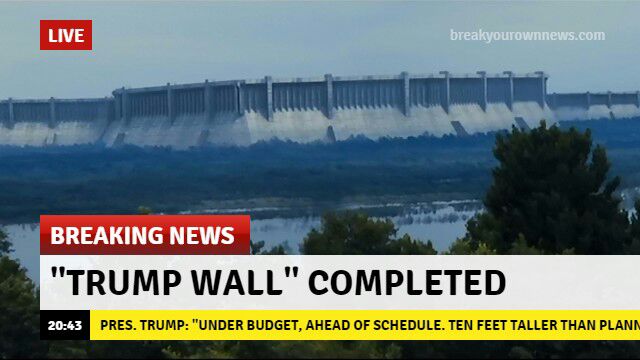 LIVE
breakyourownnews.com
BREAKING NEWS
"TRUMP WALL" COMPLETED
20:43 PRES. TRUMP: "UNDER BUDGET, AHEAD OF SCHEDULE. TEN FEET TALLER THAN PLANN